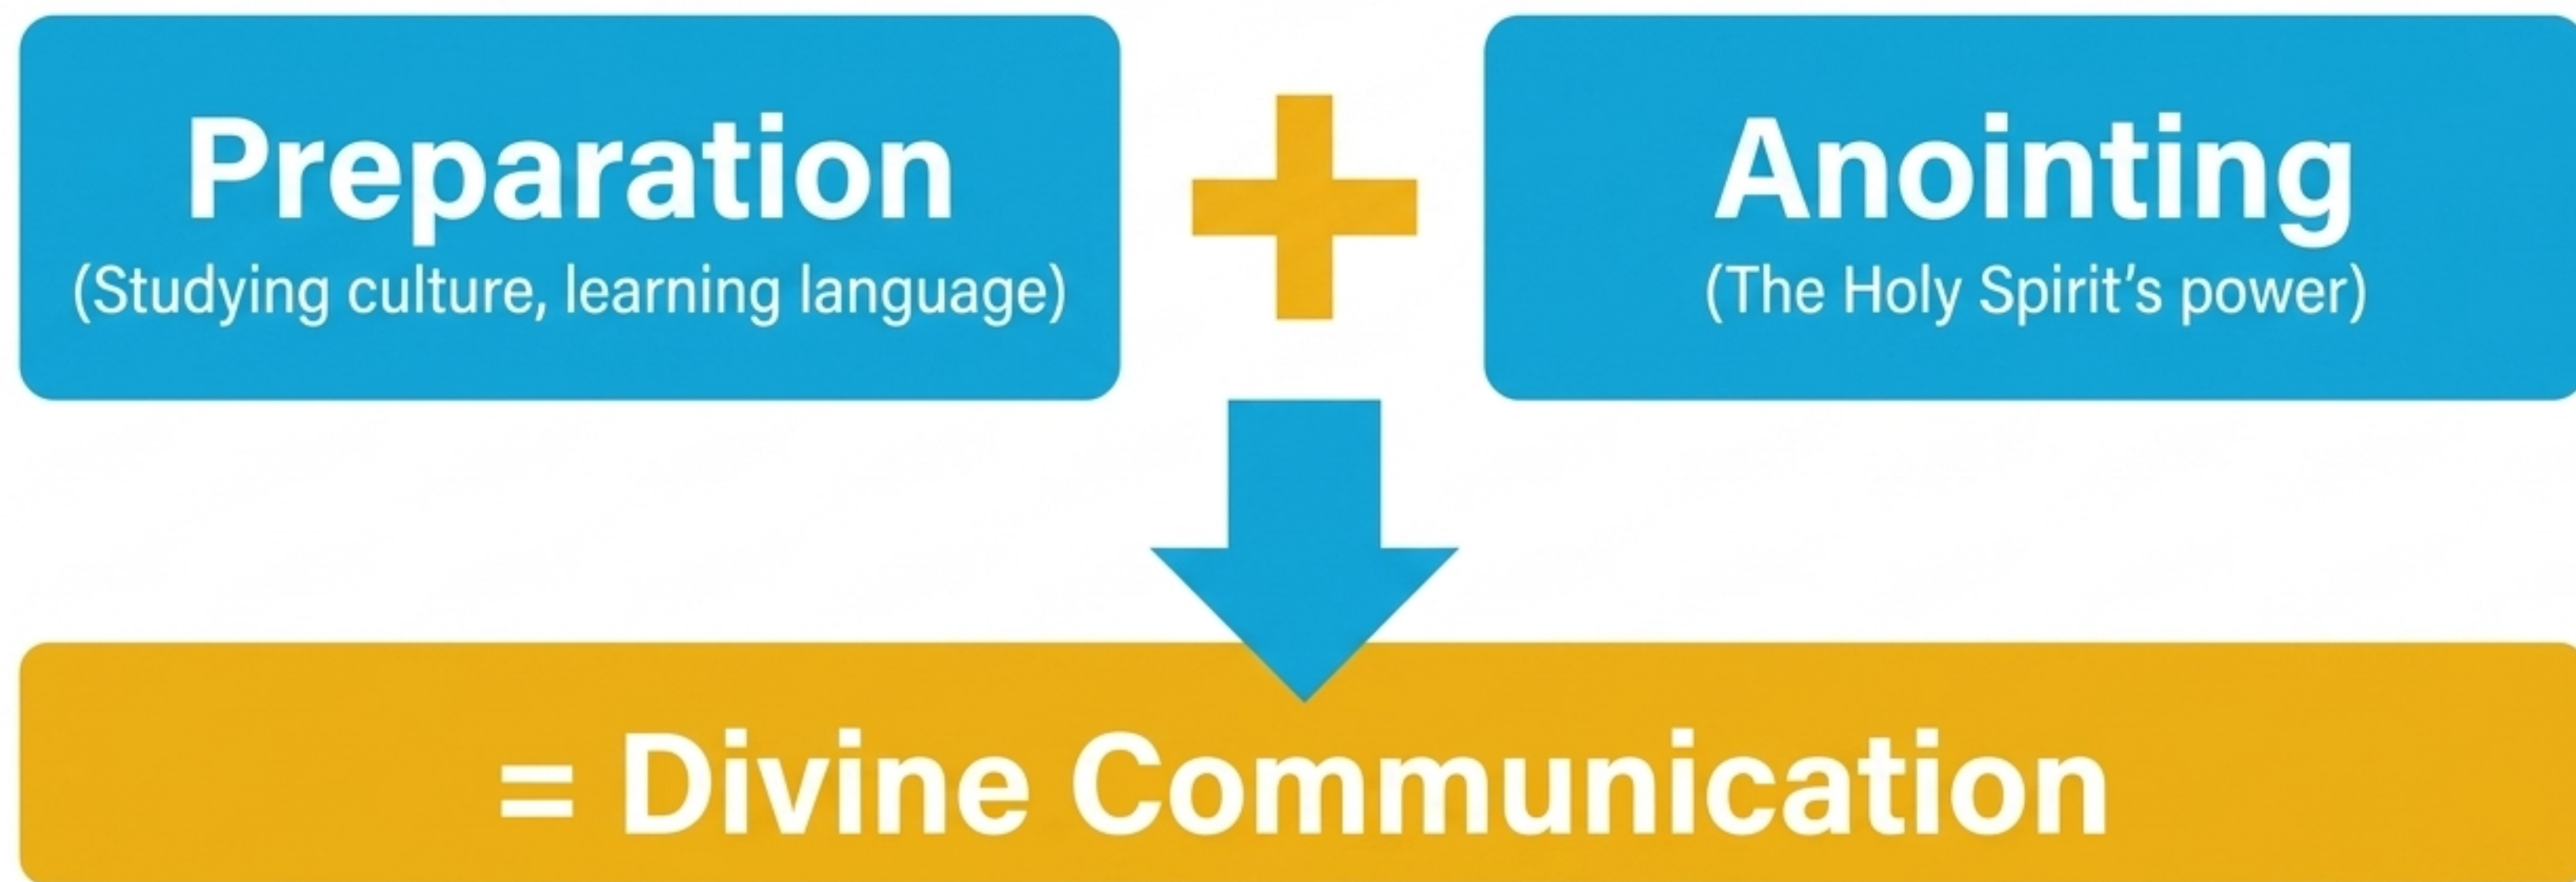 Preparation
(Studying culture, learning language)
+
Anointing
(The Holy Spirit’s power)
= Divine Communication